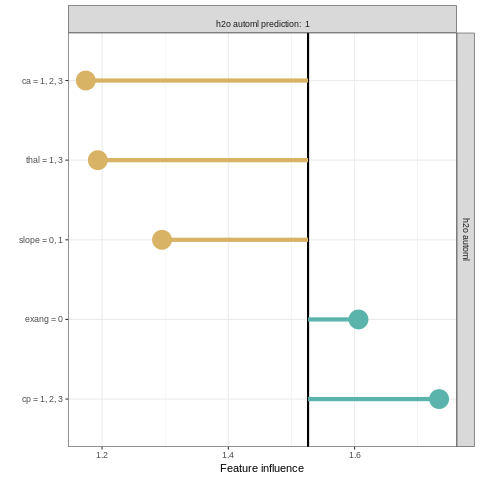 h2o automl prediction: 1
ca = 1, 2, 3
thal = 1, 3
slope = 0, 1
exang = 0
cp = 1, 2, 3
h2o automl
1.2
1.4
1.6
Feature influence